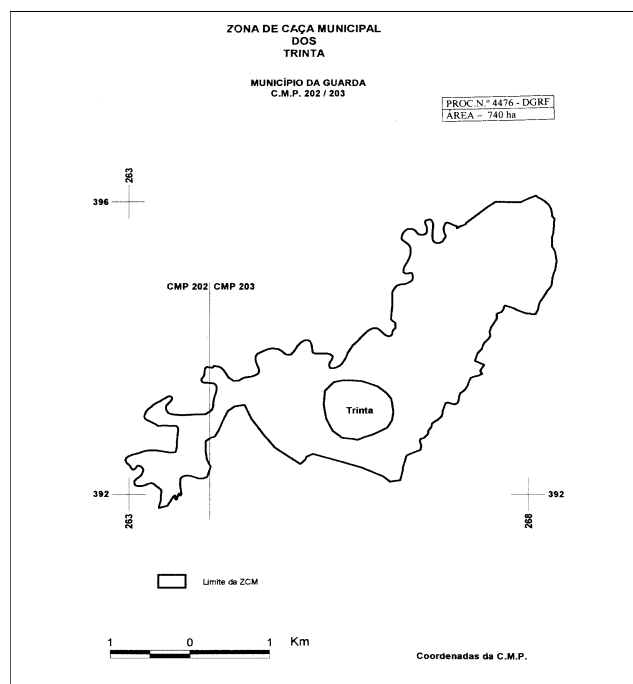 ZONA DE CAÇA MUNICIPAL
DOS
TRINTA
MUNICÍPIO DA GUARDA
C.M.P. 202 / 203
PROC.N.º 4476 - DGRF
ÁREA – 740 ha
263
396
CMP 202 CMP 203
Trinta
392
392
263
268
Limite da ZCM
1 0 1 Km
Coordenadas da C.M.P.